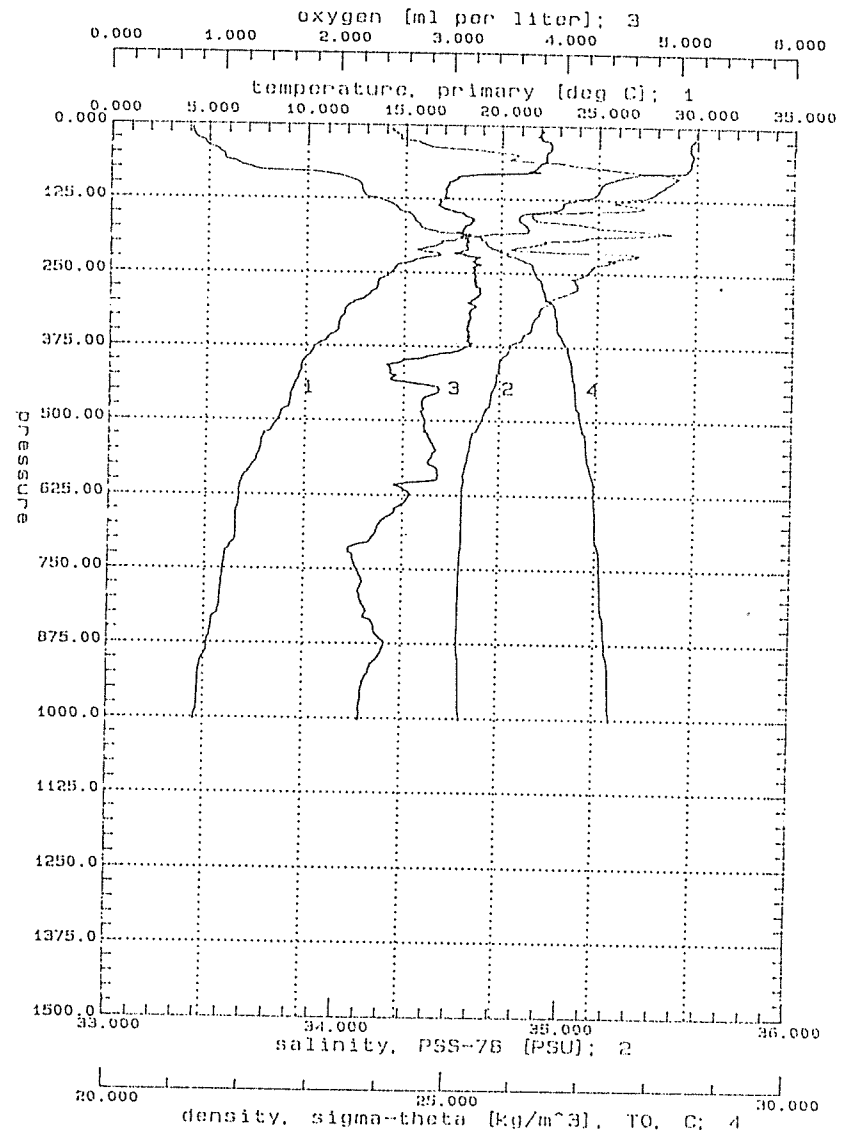 oxygen [ml per liter]; 3
0.000 1.000 2.000 3.000 4.000 5.000 6.000
temperature, primary [deg C]; 1
0.000 5.000 10.000 15.000 20.000 25.000 30.000 35.000
0.000
125.00
250.00
375.00
1 3 2 4
pressure
500.00
625.00
750.00
875.00
1000.0
1125.0
1250.0
1375.0
1500.0
33.000 34.000 35.000 36.000
salinity, PSS-78 [PSU]; 2
20.000 25.000 30.000
density, sigma-theta [kg/m^3], T0, C; 4